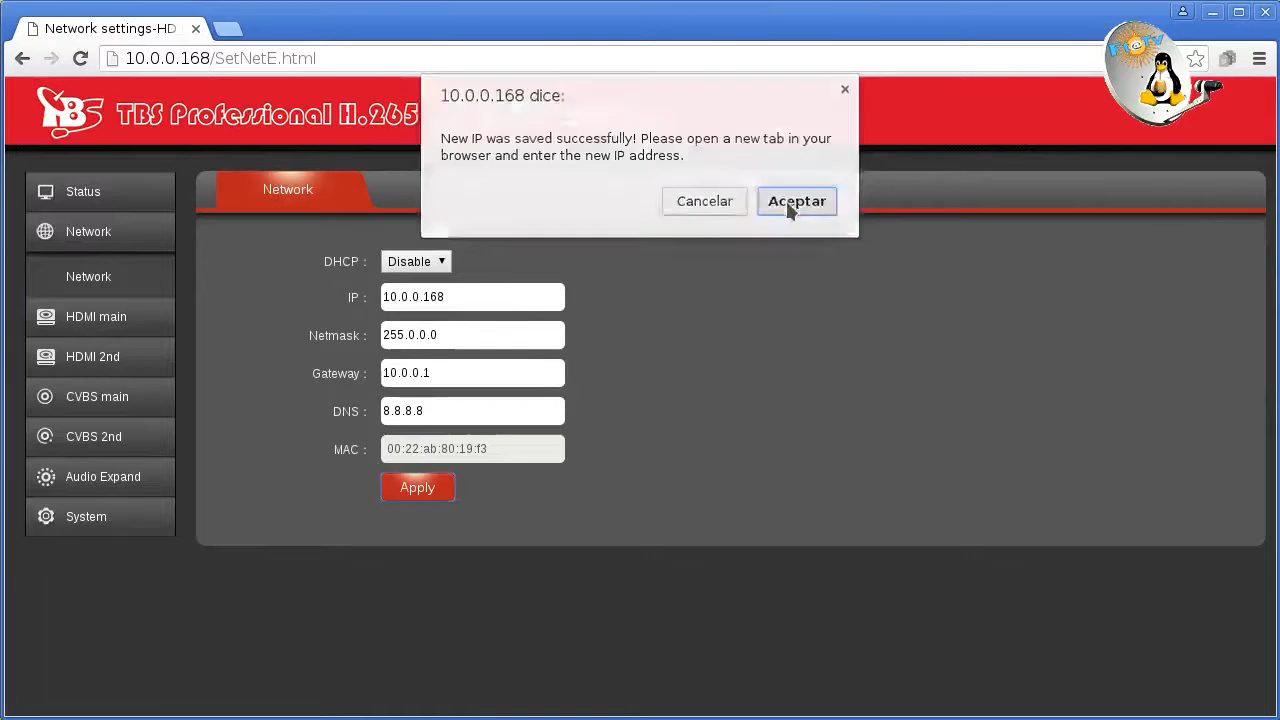 Network settings-HD
10.0.0.168/SetNetE.html
FTETV
TBS
TBS Professional H.265
10.0.0.168 dice:
New IP was saved successfully! Please open a new tab in your
browser and enter the new IP address.
Cancelar
Aceptar
Status
Network
Network
HDMI main
HDMI 2nd
CVBS main
CVBS 2nd
Audio Expand
System
Network
DHCP : Disable
IP : 10.0.0.168
Netmask : 255.0.0.0
Gateway : 10.0.0.1
DNS : 8.8.8.8
MAC : 00:22:ab:80:19:f3
Apply